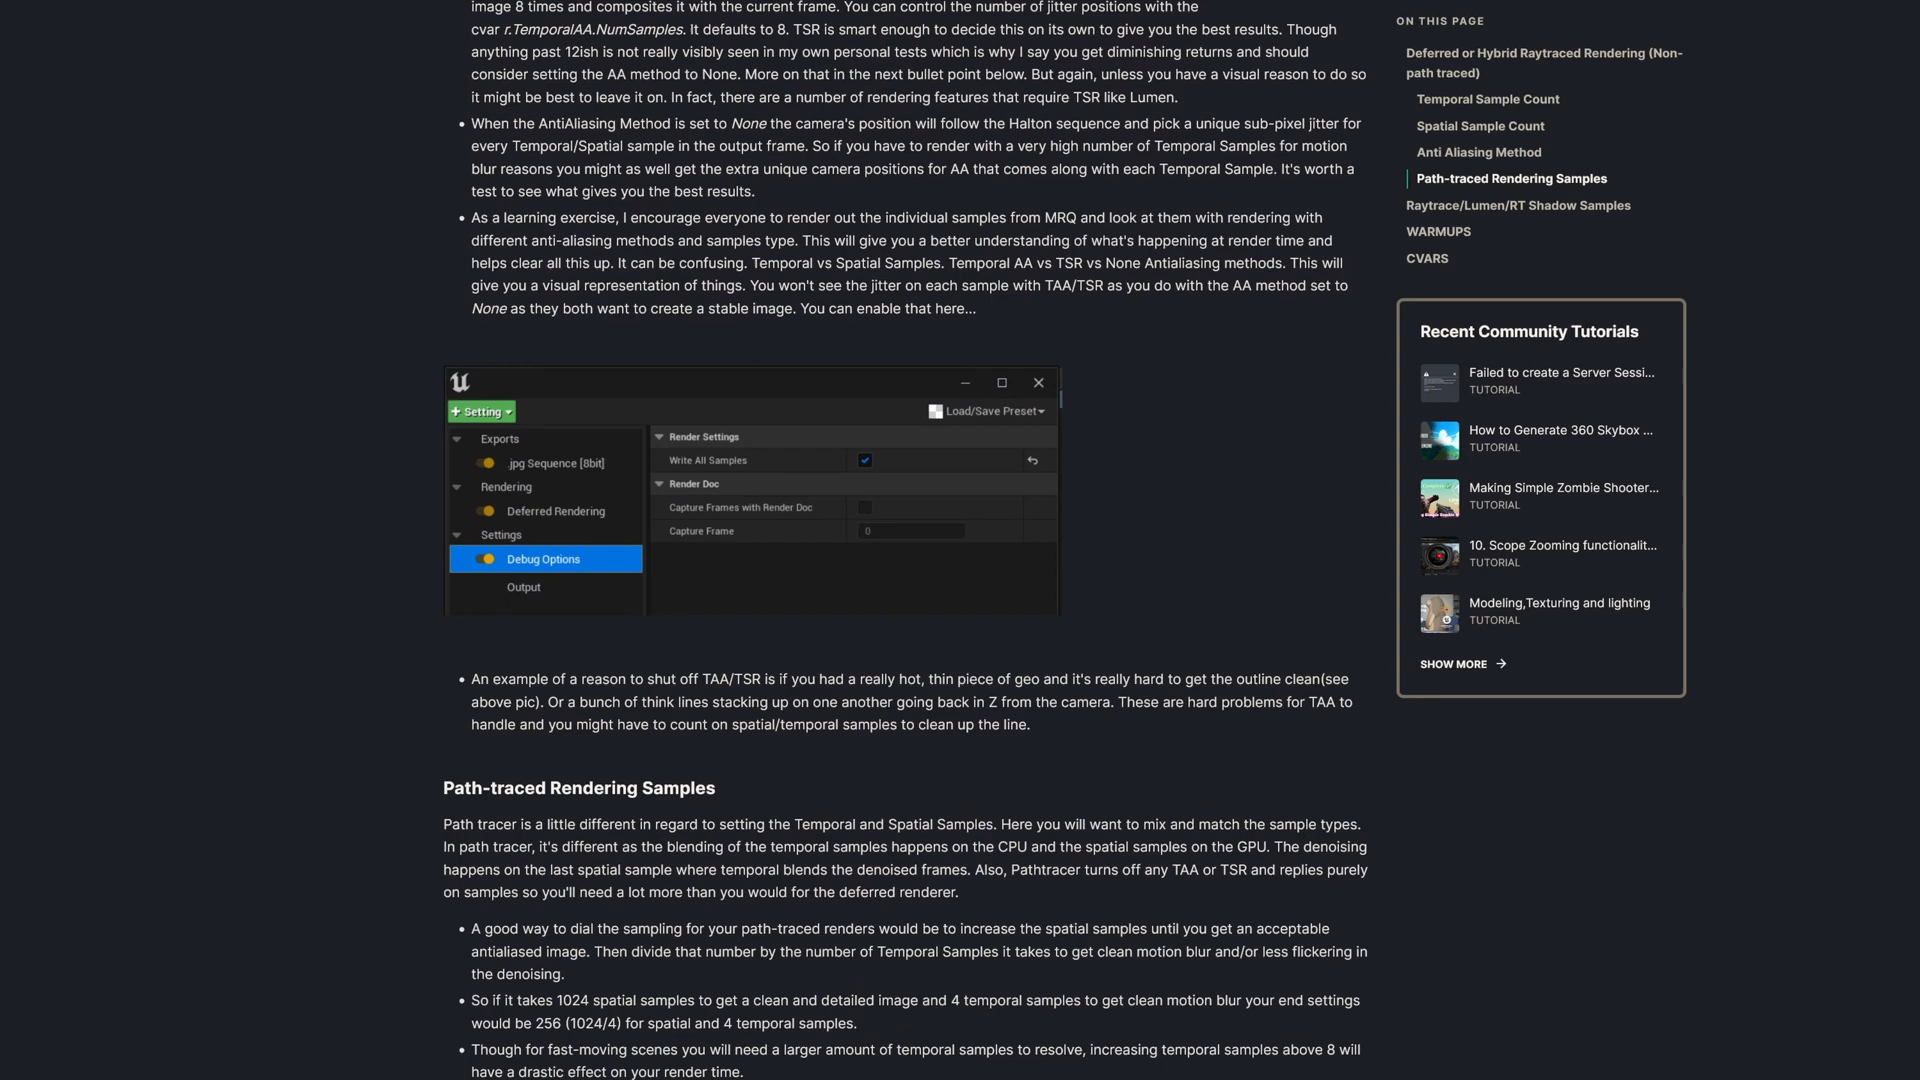 image 8 times and composites it with the current frame. You can control the number of jitter positions with the
cvar r.TemporalAA.NumSamples. It defaults to 8. TSR is smart enough to decide this on its own to give you the best results. Though
anything past 12ish is not really visibly seen in my own personal tests which is why I say you get diminishing returns and should
consider setting the AA method to None. More on that in the next bullet point below. But again, unless you have a visual reason to do so
it might be best to leave it on. In fact, there are a number of rendering features that require TSR like Lumen.
• When the AntiAliasing Method is set to None the camera's position will follow the Halton sequence and pick a unique sub-pixel jitter for
every Temporal/Spatial sample in the output frame. So if you have to render with a very high number of Temporal Samples for motion
blur reasons you might as well get the extra unique camera positions for AA that comes along with each Temporal Sample. It's worth a
test to see what gives you the best results.
• As a learning exercise, I encourage everyone to render out the individual samples from MRQ and look at them with rendering with
different anti-aliasing methods and samples type. This will give you a better understanding of what's happening at render time and
helps clear all this up. It can be confusing. Temporal vs Spatial Samples. Temporal AA vs TSR vs None Antialiasing methods. This will
give you a visual representation of things. You won't see the jitter on each sample with TAA/TSR as you do with the AA method set to
None as they both want to create a stable image. You can enable that here...
+ Setting
Load/Save Preset
Exports
.jpg Sequence [8bit]
Rendering
Deferred Rendering
Settings
Debug Options
Output
Render Settings
Write All Samples
Render Doc
Capture Frames with Render Doc
Capture Frame 0
• An example of a reason to shut off TAA/TSR is if you had a really hot, thin piece of geo and it's really hard to get the outline clean(see
above pic). Or a bunch of think lines stacking up on one another going back in Z from the camera. These are hard problems for TAA to
handle and you might have to count on spatial/temporal samples to clean up the line.
Path-traced Rendering Samples
Path tracer is a little different in regard to setting the Temporal and Spatial Samples. Here you will want to mix and match the sample types.
In path tracer, it's different as the blending of the temporal samples happens on the CPU and the spatial samples on the GPU. The denoising
happens on the last spatial sample where temporal blends the denoised frames. Also, Pathtracer turns off any TAA or TSR and replies purely
on samples so you'll need a lot more than you would for the deferred renderer.
• A good way to dial the sampling for your path-traced renders would be to increase the spatial samples until you get an acceptable
antialiased image. Then divide that number by the number of Temporal Samples it takes to get clean motion blur and/or less flickering in
the denoising.
• So if it takes 1024 spatial samples to get a clean and detailed image and 4 temporal samples to get clean motion blur your end settings
would be 256 (1024/4) for spatial and 4 temporal samples.
• Though for fast-moving scenes you will need a larger amount of temporal samples to resolve, increasing temporal samples above 8 will
have a drastic effect on your render time.
ON THIS PAGE
Deferred or Hybrid Raytraced Rendering (Non-
path traced)
Temporal Sample Count
Spatial Sample Count
Anti Aliasing Method
Path-traced Rendering Samples
Raytrace/Lumen/RT Shadow Samples
WARMUPS
CVARS
Recent Community Tutorials
Failed to create a Server Sessi...
TUTORIAL
How to Generate 360 Skybox ...
TUTORIAL
Making Simple Zombie Shooter...
TUTORIAL
10. Scope Zooming functionalit...
TUTORIAL
Modeling,Texturing and lighting
TUTORIAL
SHOW MORE →